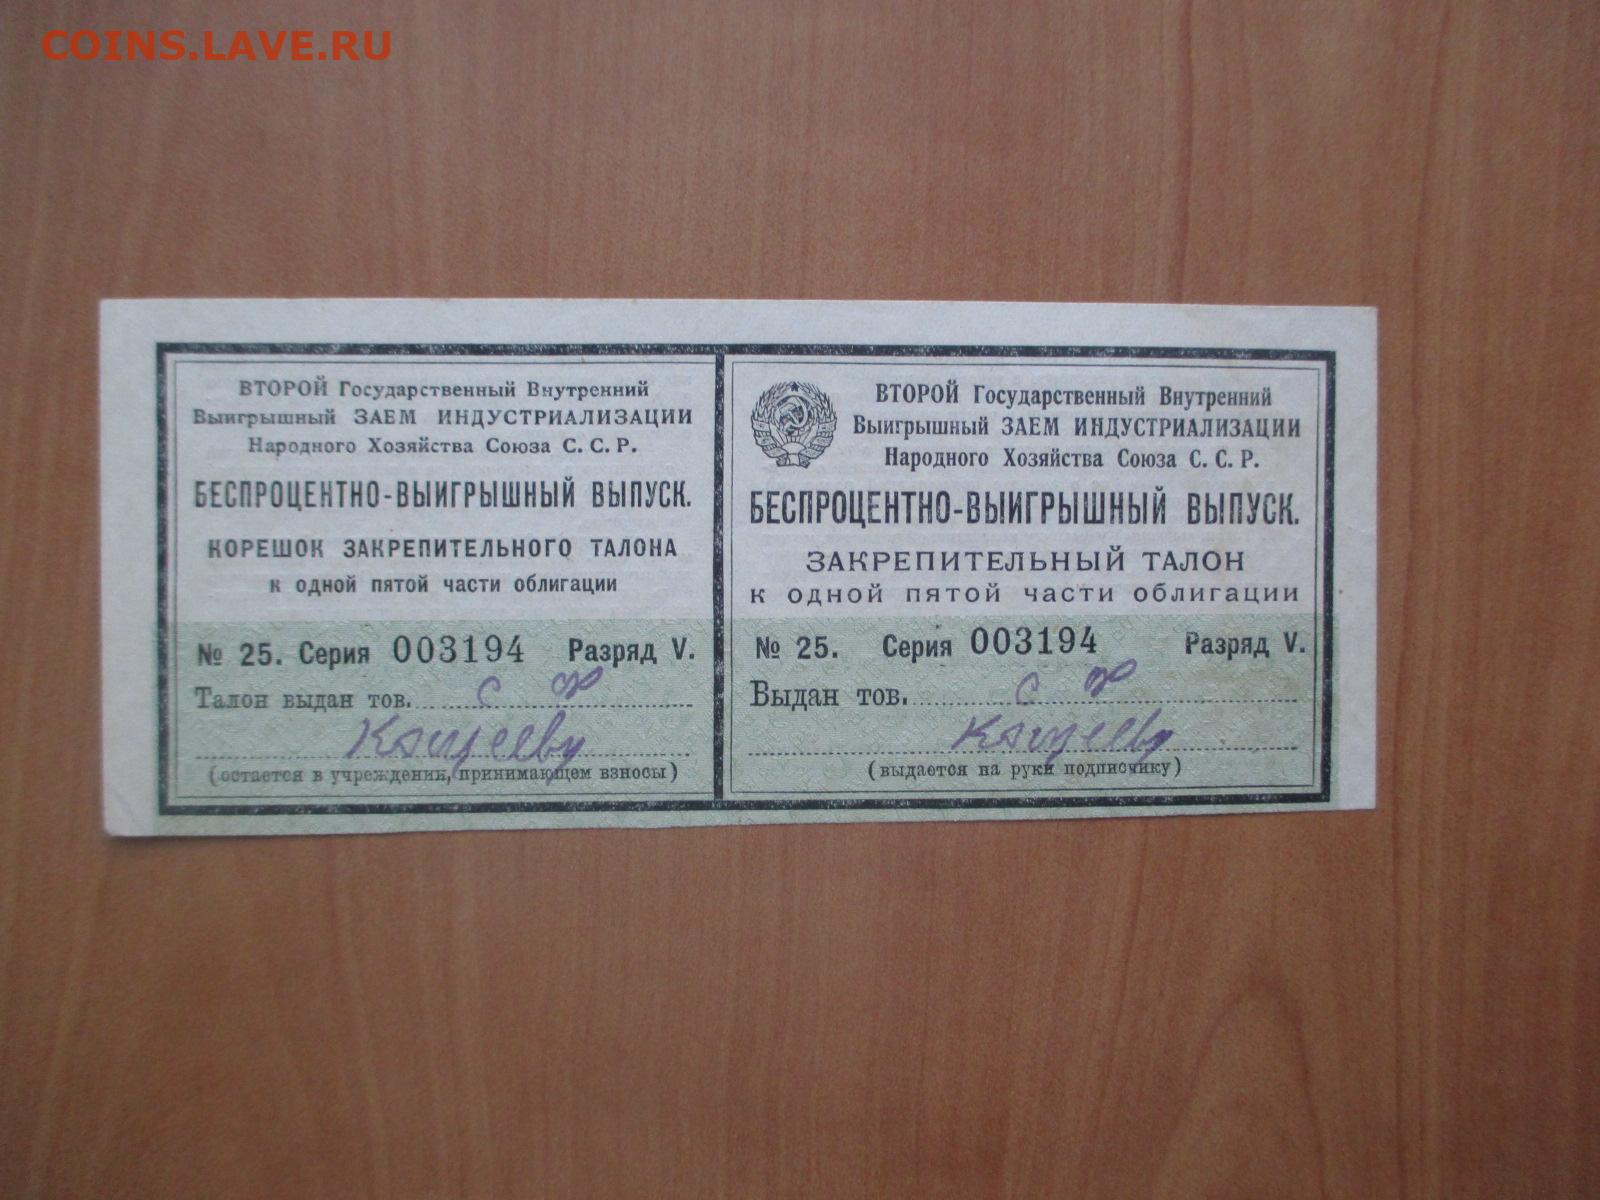 COINS.LAVE.RU
ВТОРОЙ Государственный Внутренний
Выигрышный ЗАЕМ ИНДУСТРИАЛИЗАЦИИ
Народного Хозяйства Союза С. С. Р.
БЕСПРОЦЕНТНО-ВЫИГРЫШНЫЙ ВЫПУСК.
КОРЕШОК ЗАКРЕПИТЕЛЬНОГО ТАЛОНА
к одной пятой части облигации
№ 25. Серия 003194 Разряд V.
Талон выдан тов. С Ф
(остается в учреждении, принимающем взносы)
ВТОРОЙ Государственный Внутренний
Выигрышный ЗАЕМ ИНДУСТРИАЛИЗАЦИИ
Народного Хозяйства Союза С. С. Р.
БЕСПРОЦЕНТНО-ВЫИГРЫШНЫЙ ВЫПУСК.
ЗАКРЕПИТЕЛЬНЫЙ ТАЛОН
к одной пятой части облигации
№ 25. Серия 003194 Разряд V.
Выдан тов. С Ф
(выдается на руки подписчику)